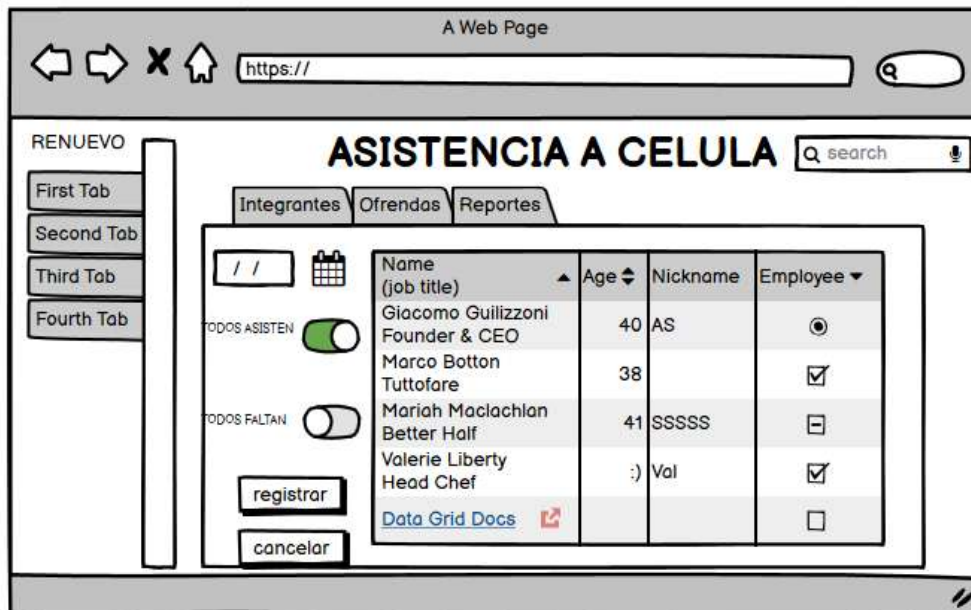 A Web Page
https://
RENUEVO
ASISTENCIA A CELULA
search
First Tab
Second Tab
Third Tab
Fourth Tab
Integrantes Ofrendas Reportes
/ /
Name
(job title)
Age
Nickname
Employee
TODOS ASISTEN
Giacomo Guilizzoni
Founder & CEO
40
AS
Marco Botton
Tuttofare
38
TODOS FALTAN
Mariah Maclachlan
Better Half
41
SSSSS
Valerie Liberty
Head Chef
:)
Val
registrar
Data Grid Docs
cancelar